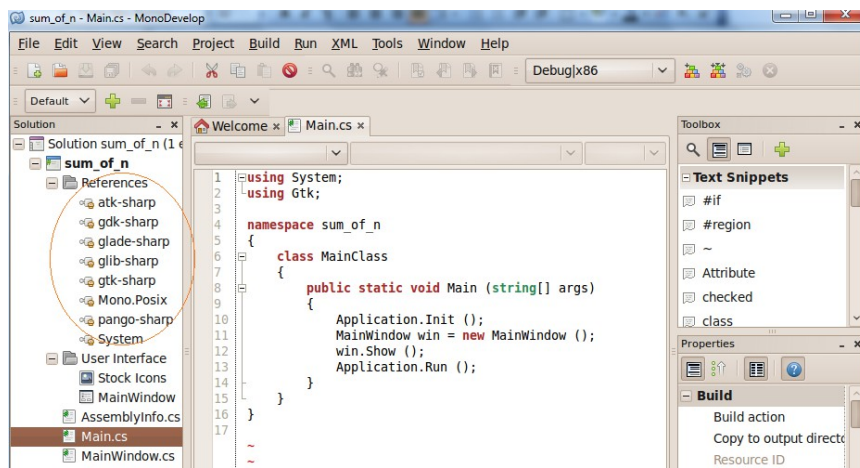 sum_of_n - Main.cs - MonoDevelop
File Edit View Search Project Build Run XML Tools Window Help
Debug|x86
Default
Solution
Solution sum_of_n (1 e
sum_of_n
References
atk-sharp
gdk-sharp
glade-sharp
glib-sharp
gtk-sharp
Mono.Posix
pango-sharp
System
User Interface
Stock Icons
MainWindow
AssemblyInfo.cs
Main.cs
MainWindow.cs
Welcome × Main.cs ×
1 using System;
2 using Gtk;
3
4 namespace sum_of_n
5 {
6 class MainClass
7 {
8 public static void Main (string[] args)
9 {
10 Application.Init ();
11 MainWindow win = new MainWindow ();
12 win.Show ();
13 Application.Run ();
14 }
15 }
16 }
17
~
~
Toolbox
Text Snippets
#if
#region
~
Attribute
checked
class
Properties
Build
Build action
Copy to output directo
Resource ID